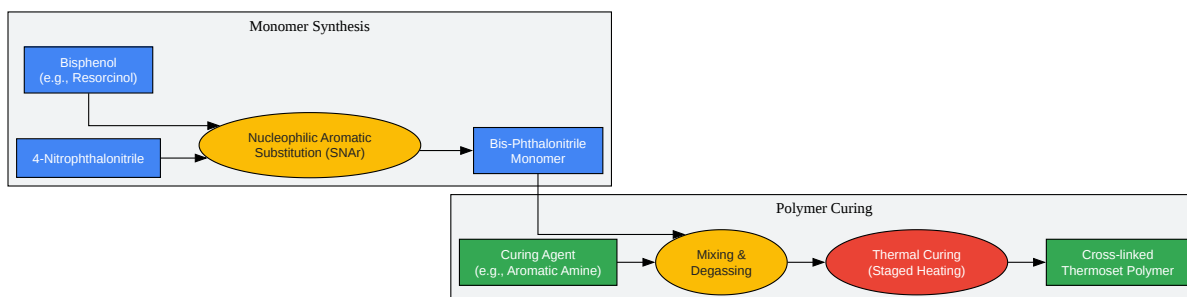 Monomer Synthesis
Bisphenol
(e.g., Resorcinol)
4-Nitrophthalonitrile
Nucleophilic Aromatic
Substitution (SNAr)
Bis-Phthalonitrile
Monomer
Polymer Curing
Curing Agent
(e.g., Aromatic Amine)
Mixing &
Degassing
Thermal Curing
(Staged Heating)
Cross-linked
Thermoset Polymer